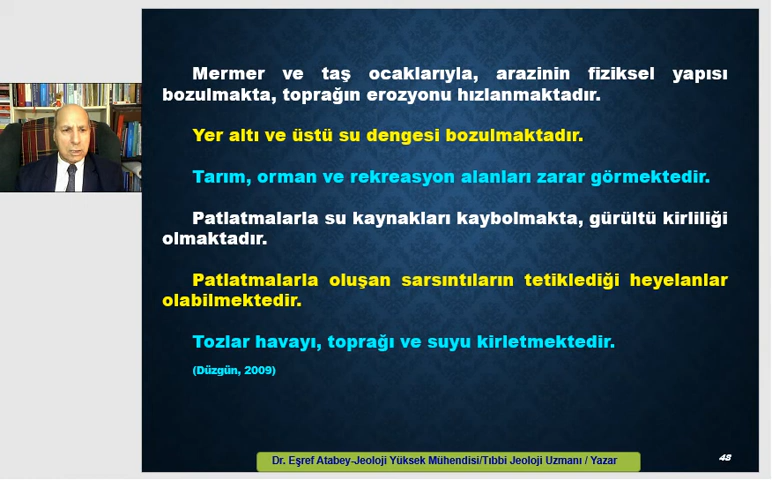 Mermer ve taş ocaklarıyla, arazinin fiziksel yapısı
bozulmakta, toprağın erozyonu hızlanmaktadır.
Yer altı ve üstü su dengesi bozulmaktadır.
Tarım, orman ve rekreasyon alanları zarar görmektedir.
Patlatmalarla su kaynakları kaybolmakta, gürültü kirliliği
olmaktadır.
Patlatmalarla oluşan sarsıntıların tetiklediği heyelanlar
olabilmektedir.
Tozlar havayı, toprağı ve suyu kirletmektedir.
(Düzgün, 2009)
Dr. Eşref Atabey-Jeoloji Yüksek Mühendisi/Tıbbi Jeoloji Uzmanı / Yazar
48